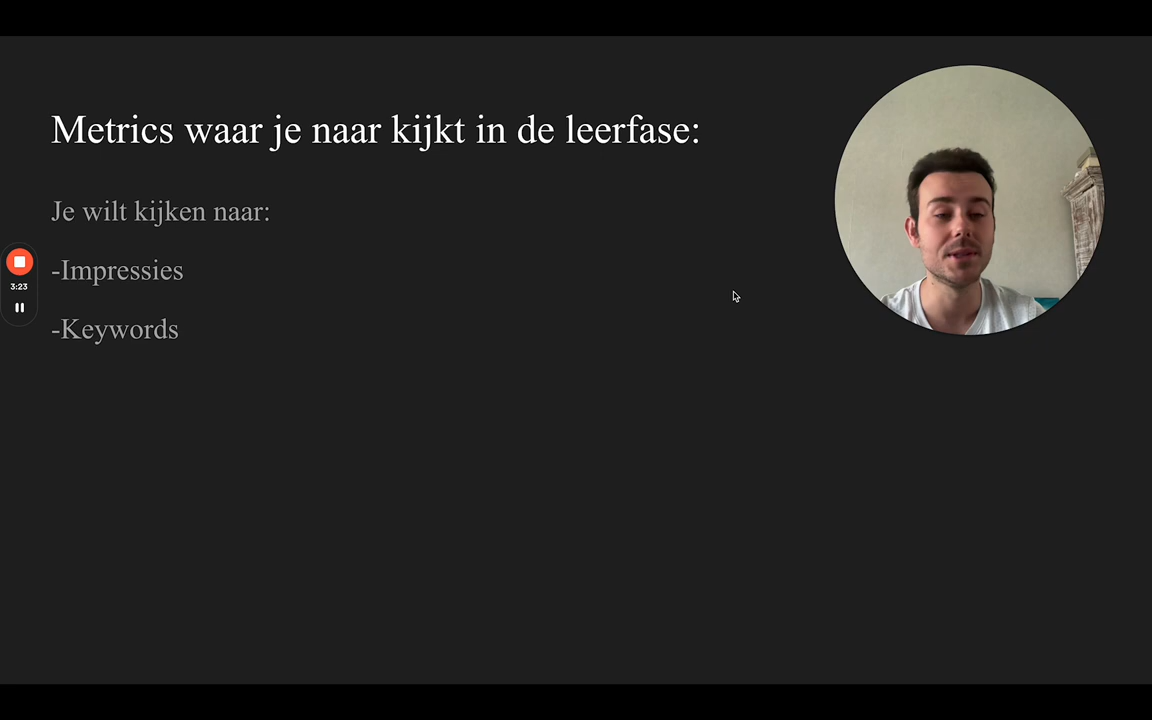 Metrics waar je naar kijkt in de leerfase:
Je wilt kijken naar:
-Impressies
3:23
-Keywords